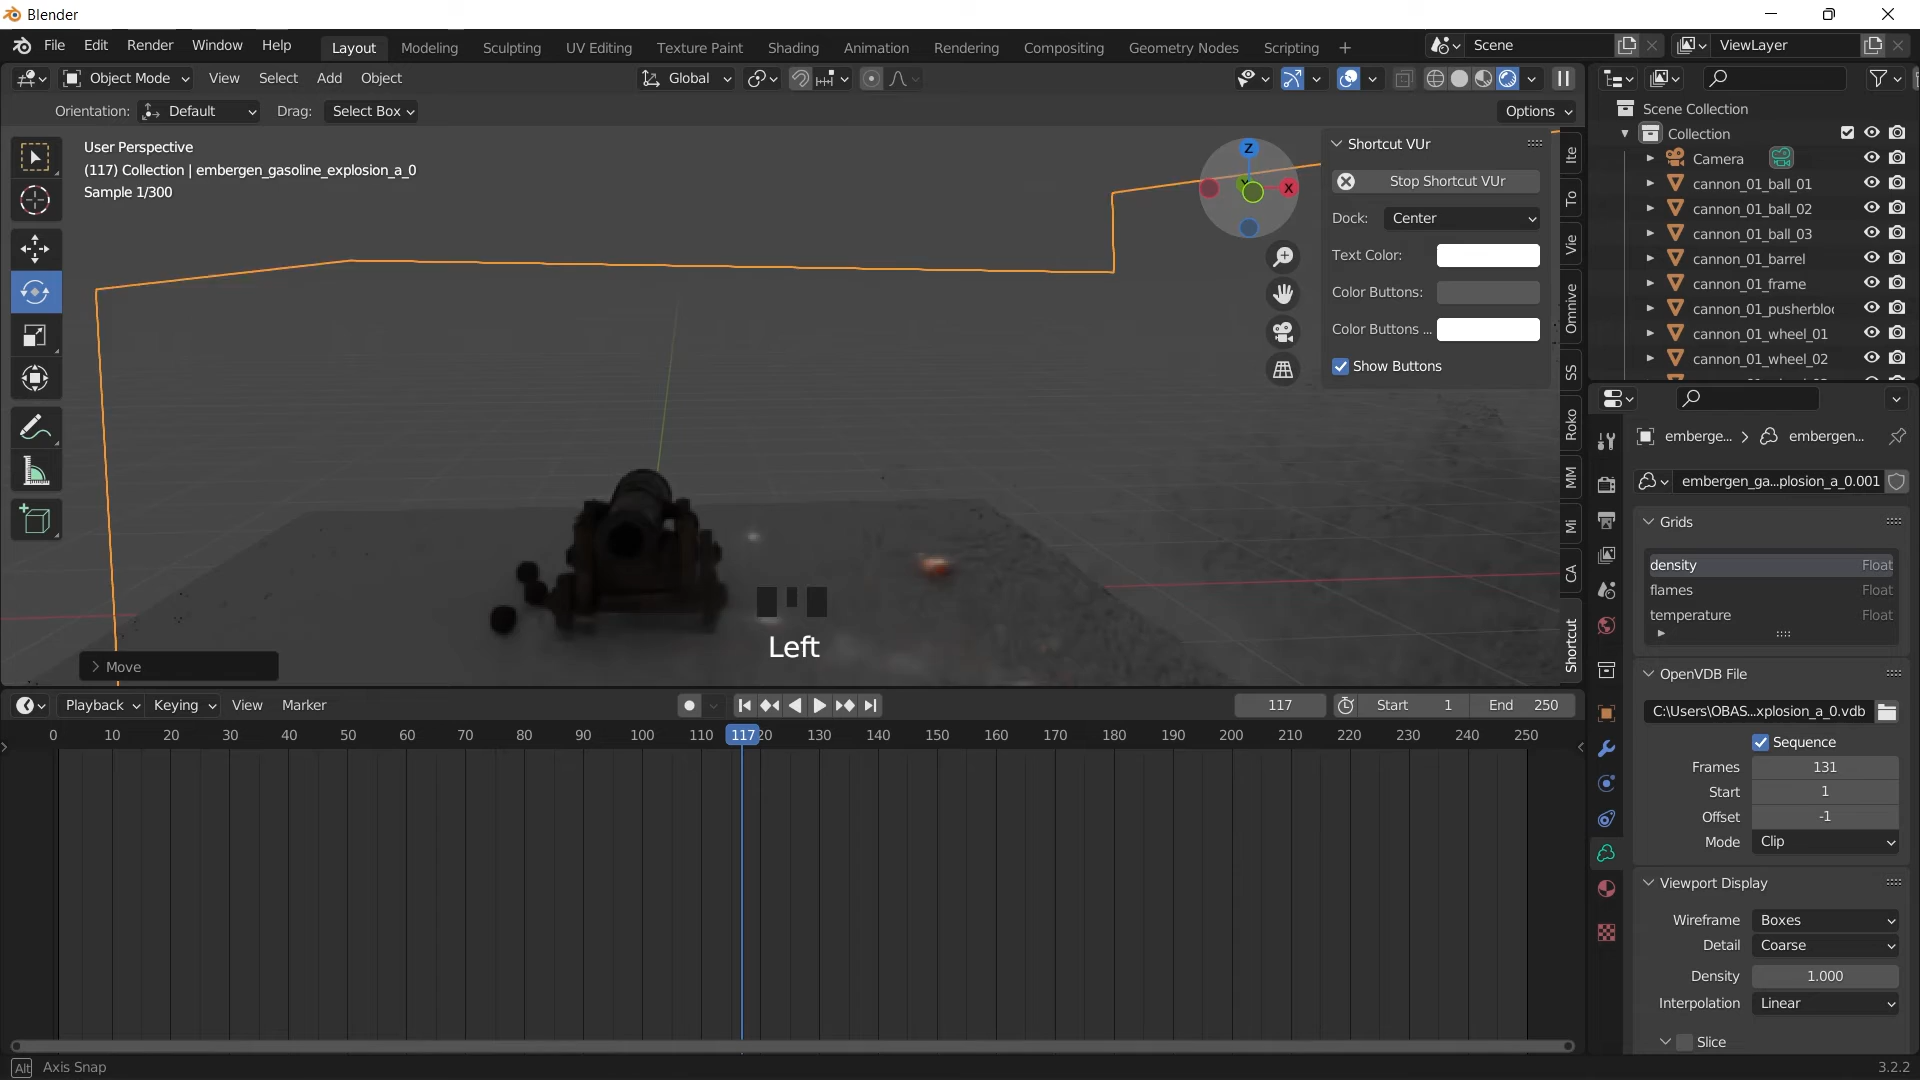 Blender
File Edit Render Window Help
Layout Modeling Sculpting UV Editing Texture Paint Shading Animation Rendering Compositing Geometry Nodes Scripting +
Scene
ViewLayer
Object Mode View Select Add Object
Global
Orientation: Default Drag: Select Box
Options
User Perspective
(117) Collection | embergen_gasoline_explosion_a_0
Sample 1/300
Z
Y
X
Shortcut VUr
Stop Shortcut VUr
Dock: Center
Text Color:
Color Buttons:
Color Buttons ...
Show Buttons
Ite
To
Vie
Omnive
SS
Roko
MM
Mi
CA
Shortcut
Left
Move
Scene Collection
Collection
Camera
cannon_01_ball_01
cannon_01_ball_02
cannon_01_ball_03
cannon_01_barrel
cannon_01_frame
cannon_01_pusherbloc
cannon_01_wheel_01
cannon_01_wheel_02
emberge... > embergen...
embergen_ga...plosion_a_0.001
Grids
density Float
flames Float
temperature Float
OpenVDB File
C:\Users\OBAS...xplosion_a_0.vdb
Sequence
Frames 131
Start 1
Offset -1
Mode Clip
Viewport Display
Wireframe Boxes
Detail Coarse
Density 1.000
Interpolation Linear
Slice
Playback Keying View Marker
117
Start 1 End 250
0 10 20 30 40 50 60 70 80 90 100 110 117 20 130 140 150 160 170 180 190 200 210 220 230 240 250
Alt Axis Snap
3.2.2